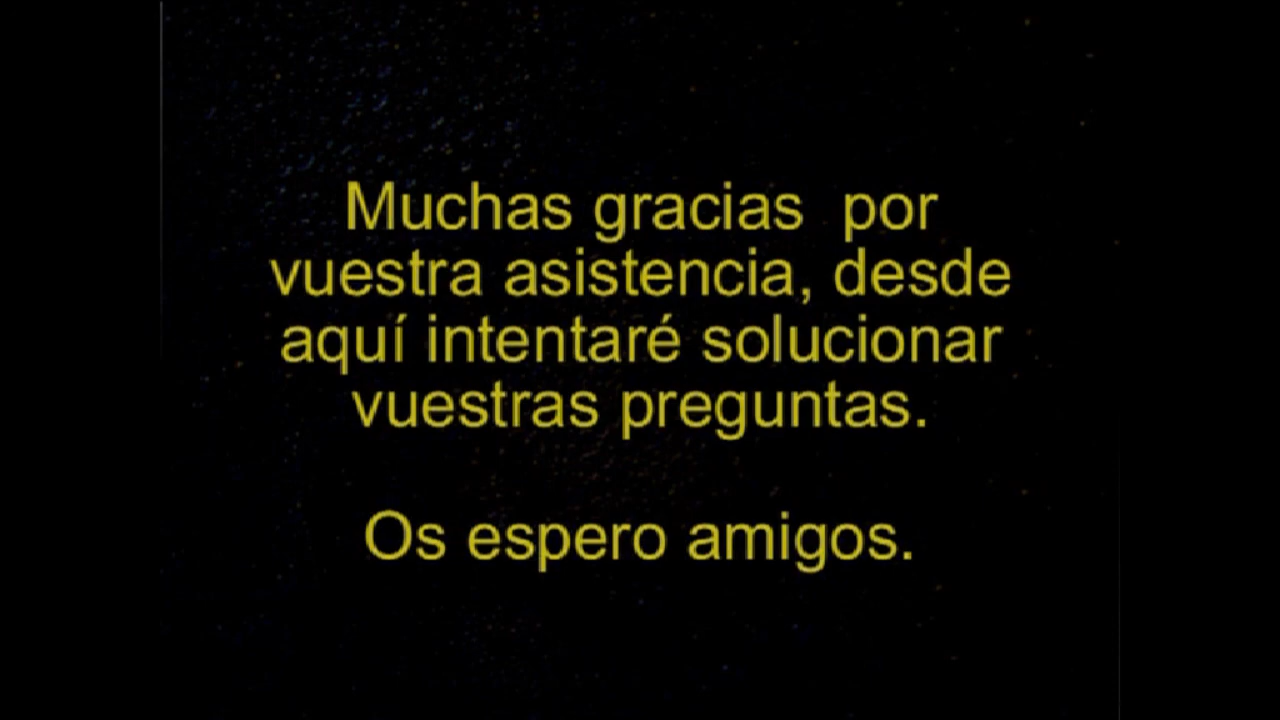 Muchas gracias  por
vuestra asistencia, desde
aquí intentaré solucionar
vuestras preguntas.
Os espero amigos.